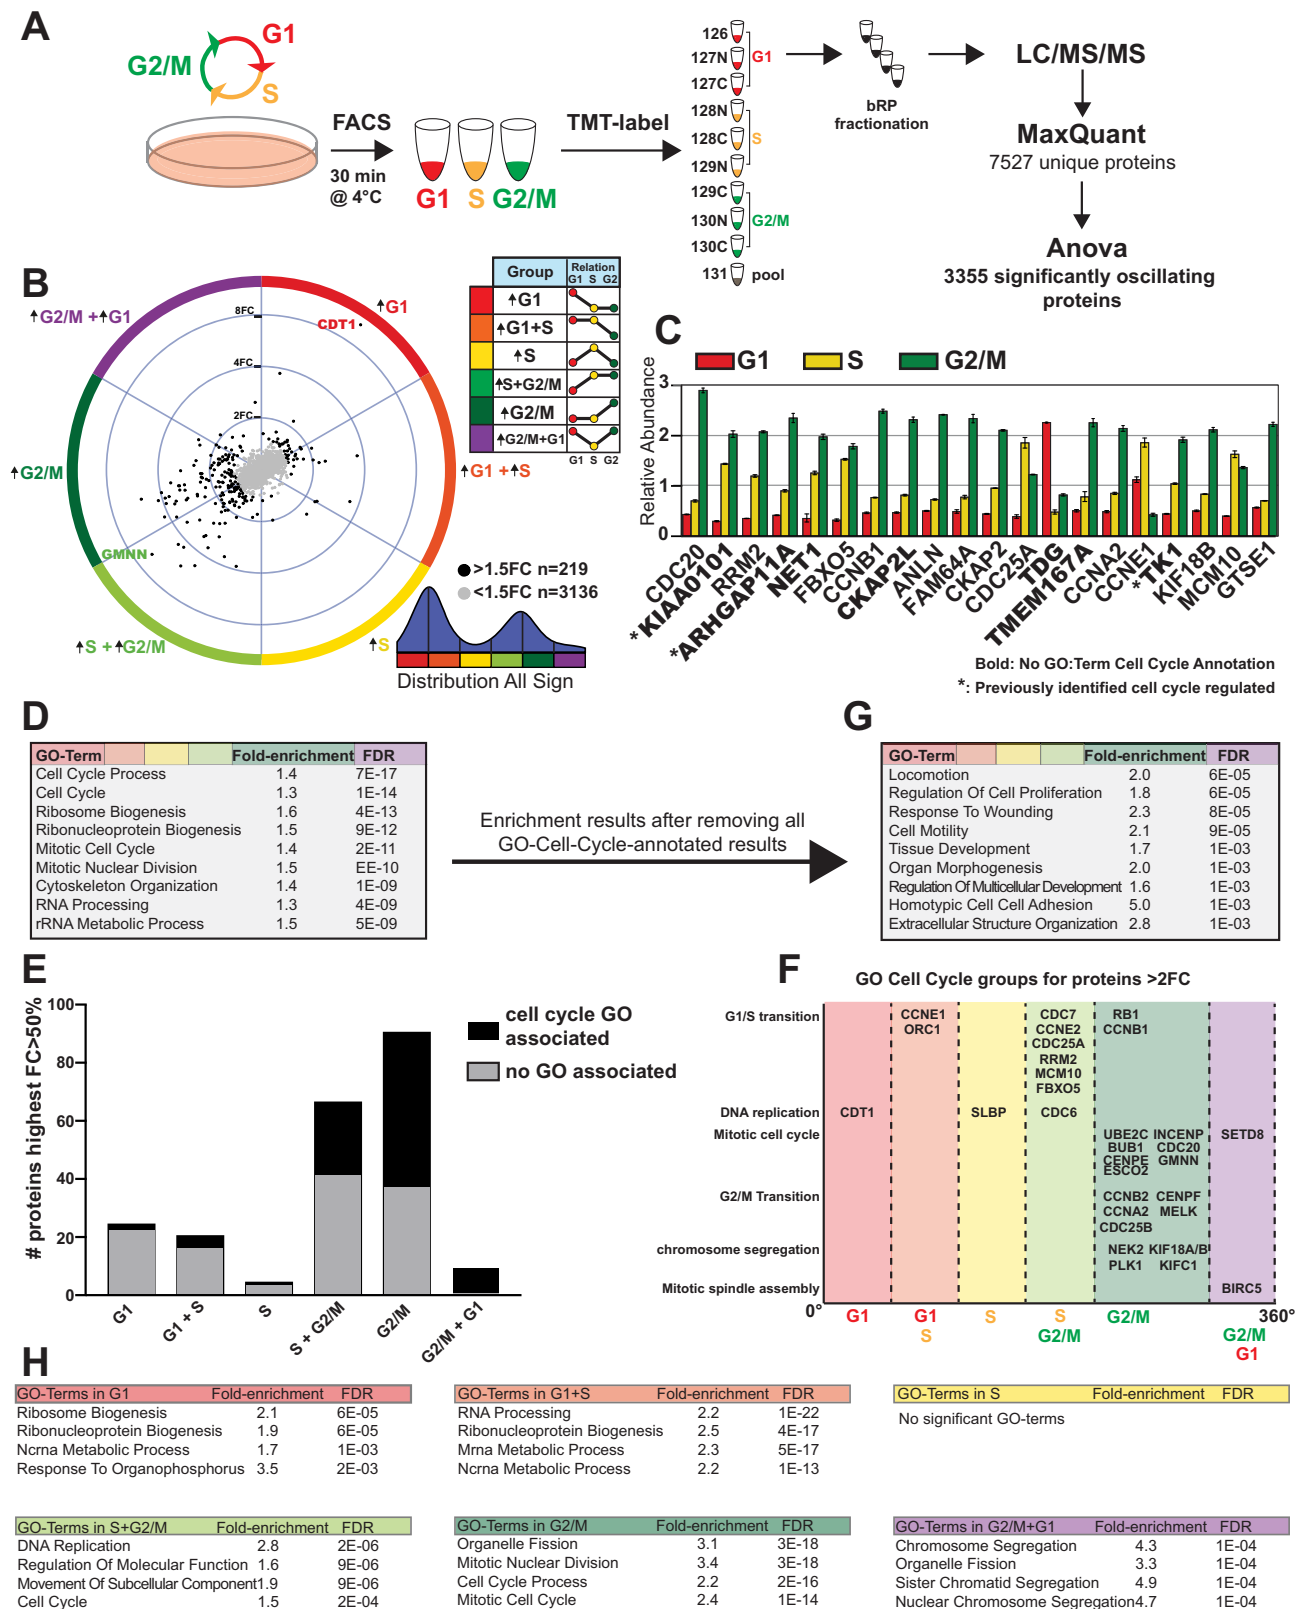 A
G1
G2/M
S
FACS
30 min
@ 4°C
G1 S G2/M
TMT-label
126
127N
127C
128N
128C
129N
129C
130N
130C
131
G1
S
G2/M
pool
bRP
fractionation
LC/MS/MS
MaxQuant
7527 unique proteins
Anova
3355 significantly oscillating
proteins
B
G2/M + G1
G1
G1 + S
S
S + G2/M
G2/M
8FC
4FC
2FC
CDT1
GMNN
Group Relation
G1 S G2
G1
G1+S
S
S+G2/M
G2/M
G2/M+G1
G1 S G2
>1.5FC n=219
<1.5FC n=3136
Distribution All Sign
C
G1 S G2/M
Relative Abundance
3
2
1
0
CDC20
*KIAA0101
RRM2
*ARHGAP11A
NET1
FBXO5
CCNB1
CKAP2L
ANLN
FAM64A
CKAP2
CDC25A
TDG
TMEM167A
CCNA2
CCNE1
*TK1
KIF18B
MCM10
GTSE1
Bold: No GO:Term Cell Cycle Annotation
*: Previously identified cell cycle regulated
D
GO-Term Fold-enrichment FDR
Cell Cycle Process 1.4 7E-17
Cell Cycle 1.3 1E-14
Ribosome Biogenesis 1.6 4E-13
Ribonucleoprotein Biogenesis 1.5 9E-12
Mitotic Cell Cycle 1.4 2E-11
Mitotic Nuclear Division 1.5 EE-10
Cytoskeleton Organization 1.4 1E-09
RNA Processing 1.3 4E-09
rRNA Metabolic Process 1.5 5E-09
Enrichment results after removing all
GO-Cell-Cycle-annotated results
G
GO-Term Fold-enrichment FDR
Locomotion 2.0 6E-05
Regulation Of Cell Proliferation 1.8 6E-05
Response To Wounding 2.3 8E-05
Cell Motility 2.1 9E-05
Tissue Development 1.7 1E-03
Organ Morphogenesis 2.0 1E-03
Regulation Of Multicellular Development 1.6 1E-03
Homotypic Cell Cell Adhesion 5.0 1E-03
Extracellular Structure Organization 2.8 1E-03
E
# proteins highest FC>50%
100
80
60
40
20
0
cell cycle GO
associated
no GO associated
G1
G1 + S
S
S + G2/M
G2/M
G2/M + G1
F
GO Cell Cycle groups for proteins >2FC
G1/S transition CCNE1 CDC7 RB1
ORC1 CCNE2 CCNB1
CDC25A
RRM2
MCM10
FBXO5
DNA replication CDT1 SLBP CDC6
Mitotic cell cycle UBE2C INCENP SETD8
BUB1 CDC20
CENPE GMNN
ESCO2
G2/M Transition CCNB2 CENPF
CCNA2 MELK
CDC25B
chromosome segregation NEK2 KIF18A/B
PLK1 KIFC1
Mitotic spindle assembly BIRC5
0° 360°
G1 G1 S S G2/M
S G2/M G2/M
G1
H
GO-Terms in G1 Fold-enrichment FDR
Ribosome Biogenesis 2.1 6E-05
Ribonucleoprotein Biogenesis 1.9 6E-05
Ncrna Metabolic Process 1.7 1E-03
Response To Organophosphorus 3.5 2E-03
GO-Terms in G1+S Fold-enrichment FDR
RNA Processing 2.2 1E-22
Ribonucleoprotein Biogenesis 2.5 4E-17
Mrna Metabolic Process 2.3 5E-17
Ncrna Metabolic Process 2.2 1E-13
GO-Terms in S Fold-enrichment FDR
No significant GO-terms
GO-Terms in S+G2/M Fold-enrichment FDR
DNA Replication 2.8 2E-06
Regulation Of Molecular Function 1.6 9E-06
Movement Of Subcellular Component 1.9 9E-06
Cell Cycle 1.5 2E-04
GO-Terms in G2/M Fold-enrichment FDR
Organelle Fission 3.1 3E-18
Mitotic Nuclear Division 3.4 3E-18
Cell Cycle Process 2.2 2E-16
Mitotic Cell Cycle 2.4 1E-14
GO-Terms in G2/M+G1 Fold-enrichment FDR
Chromosome Segregation 4.3 1E-04
Organelle Fission 3.3 1E-04
Sister Chromatid Segregation 4.9 1E-04
Nuclear Chromosome Segregation 4.7 1E-04